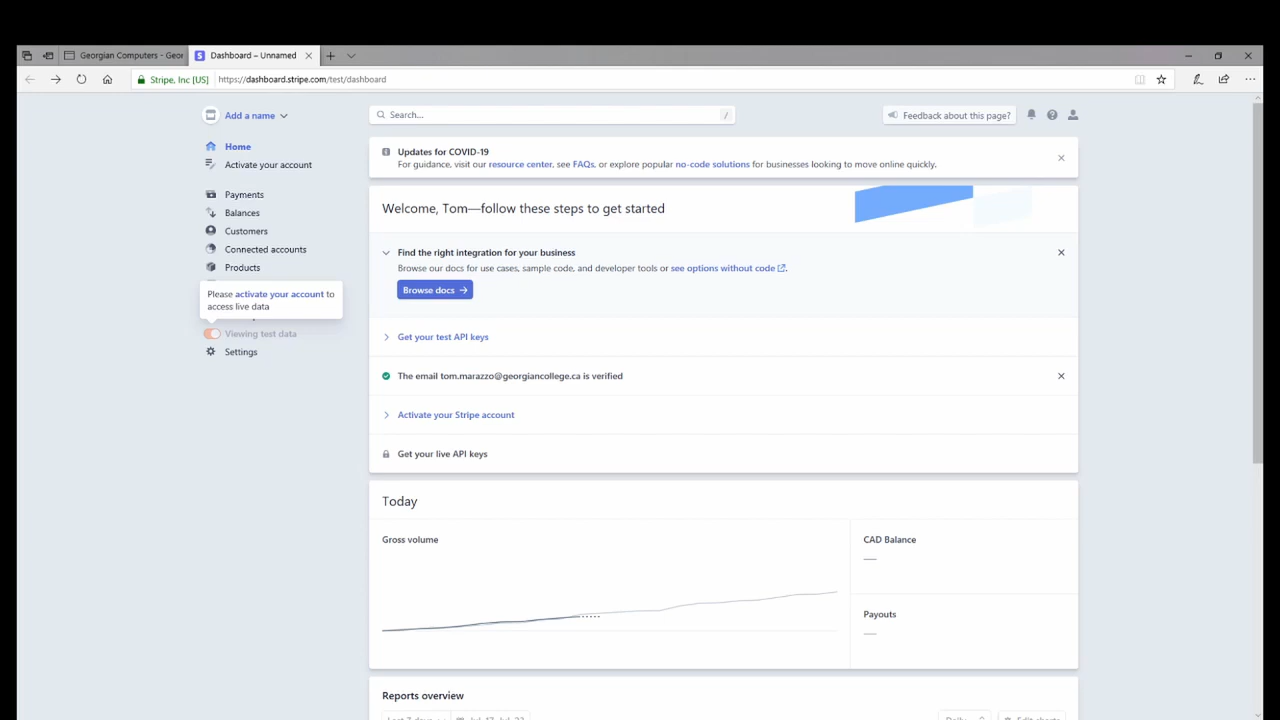 Georgian Computers - Geor
Dashboard – Unnamed
Stripe, Inc [US]
https://dashboard.stripe.com/test/dashboard
Add a name
Search...
/
Feedback about this page?
Home
Activate your account
Payments
Balances
Customers
Connected accounts
Products
Please activate your account to
access live data
Viewing test data
Settings
Updates for COVID-19
For guidance, visit our resource center, see FAQs, or explore popular no-code solutions for businesses looking to move online quickly.
Welcome, Tom—follow these steps to get started
Find the right integration for your business
Browse our docs for use cases, sample code, and developer tools or see options without code.
Browse docs
Get your test API keys
The email tom.marazzo@georgiancollege.ca is verified
Activate your Stripe account
Get your live API keys
Today
Gross volume
CAD Balance
Payouts
Reports overview
Last 7 days
Daily
Edit charts